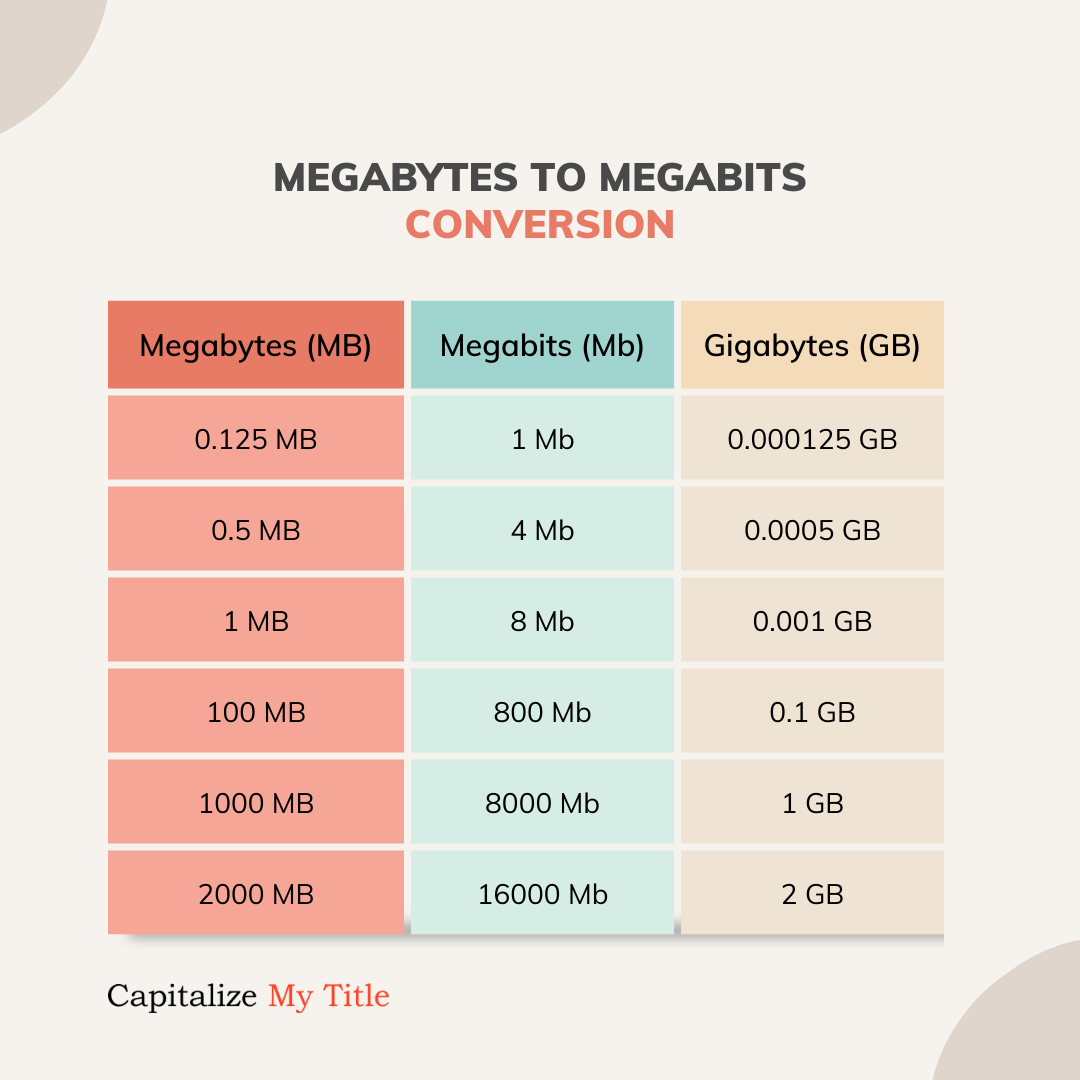 MEGABYTES TO MEGABITS
CONVERSION
Megabytes (MB) Megabits (Mb) Gigabytes (GB)
0.125 MB 1 Mb 0.000125 GB
0.5 MB 4 Mb 0.0005 GB
1 MB 8 Mb 0.001 GB
100 MB 800 Mb 0.1 GB
1000 MB 8000 Mb 1 GB
2000 MB 16000 Mb 2 GB
Capitalize My Title